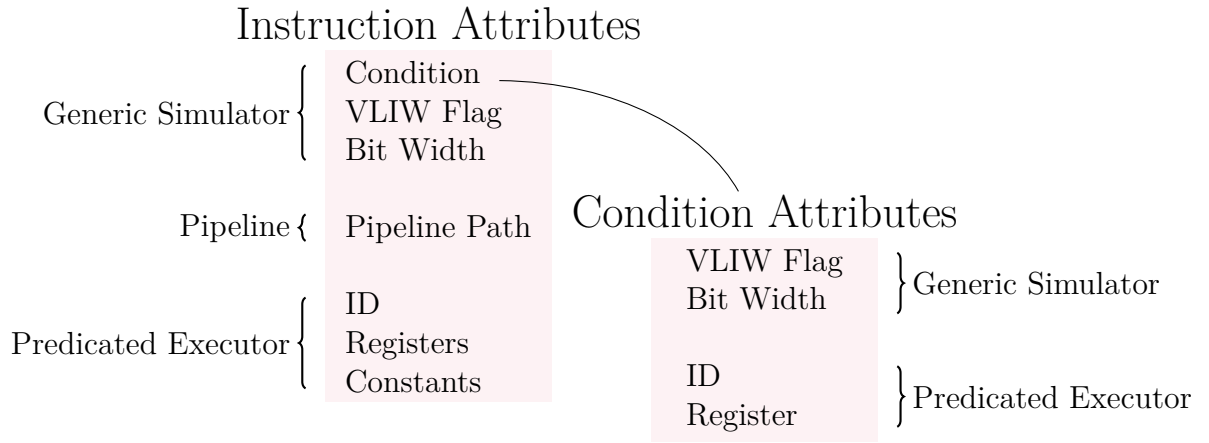 Instruction Attributes
Condition
Generic Simulator
VLIW Flag
Bit Width
Pipeline
Pipeline Path
ID
Predicated Executor
Registers
Constants
Condition Attributes
VLIW Flag
Generic Simulator
Bit Width
ID
Predicated Executor
Register